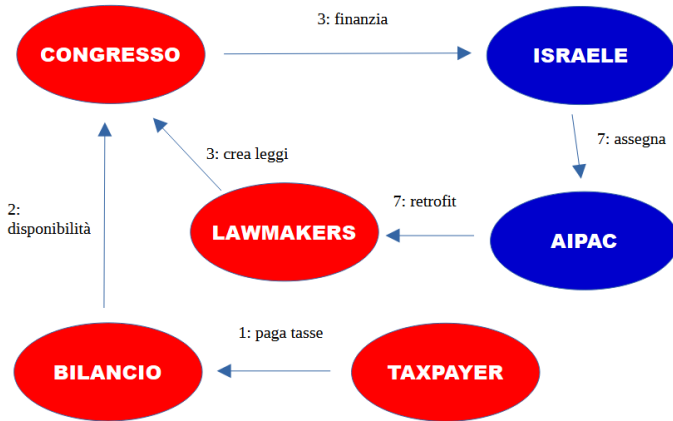 3: finanzia
CONGRESSO
ISRAELE
7: assegna
3: crea leggi
7: retrofit
2:
disponibilità
LAWMAKERS
AIPAC
1: paga tasse
BILANCIO
TAXPAYER